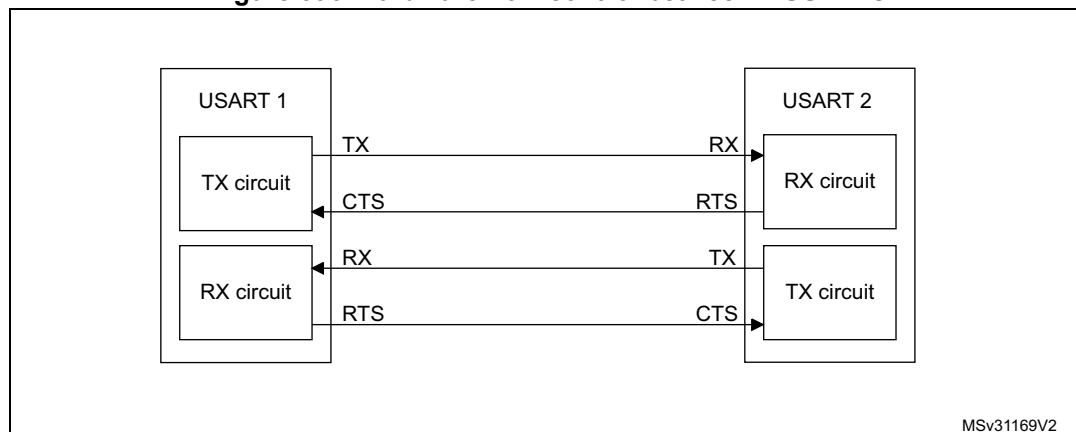 USART 1
USART 2
TX circuit
TX
RX
RX circuit
CTS
RTS
RX circuit
RX
TX
TX circuit
RTS
CTS
MSv31169V2